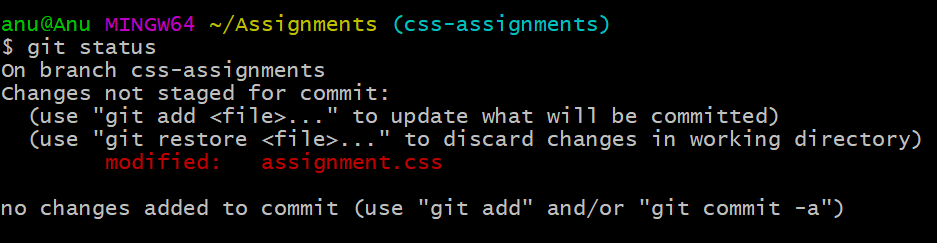 anu@Anu MINGW64 ~/Assignments (css-assignments)
$ git status
On branch css-assignments
Changes not staged for commit:
  (use "git add <file>..." to update what will be committed)
  (use "git restore <file>..." to discard changes in working directory)
        modified:   assignment.css

no changes added to commit (use "git add" and/or "git commit -a")